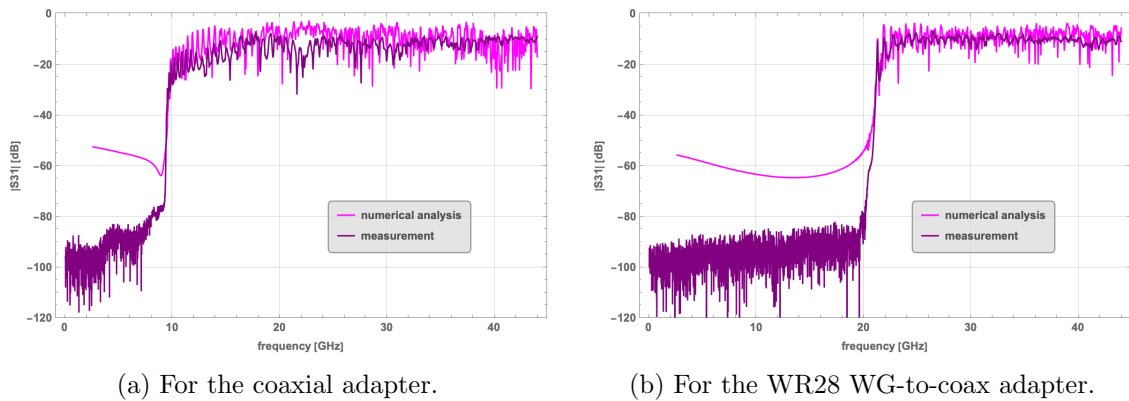 0
−20
−40
−60
−80
−100
−120
|S31| [dB]
numerical analysis
measurement
0 10 20 30 40
frequency [GHz]
(a) For the coaxial adapter.
0
−20
−40
−60
−80
−100
−120
|S31| [dB]
numerical analysis
measurement
0 10 20 30 40
frequency [GHz]
(b) For the WR28 WG-to-coax adapter.